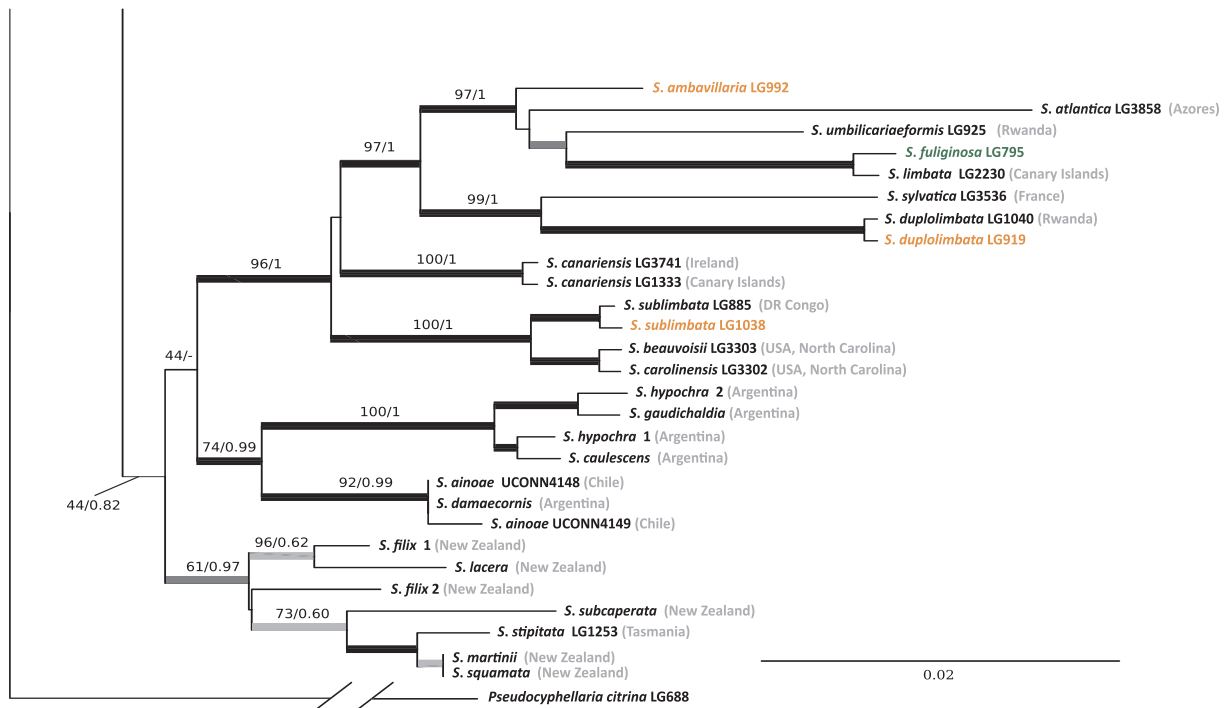 97/1
S. ambavillaria LG992
S. atlantica LG3858 (Azores)
S. umbilicariaeformis LG925 (Rwanda)
97/1
S. fuliginosa LG795
S. limbata LG2230 (Canary Islands)
99/1
S. sylvatica LG3536 (France)
S. duplolimbata LG1040 (Rwanda)
S. duplolimbata LG919
96/1
100/1
S. canariensis LG3741 (Ireland)
S. canariensis LG1333 (Canary Islands)
S. sublimbata LG885 (DR Congo)
100/1
S. sublimbata LG1038
S. beauvoisii LG3303 (USA, North Carolina)
44/-
S. carolinensis LG3302 (USA, North Carolina)
S. hypochra 2 (Argentina)
100/1
S. gaudichaldia (Argentina)
S. hypochra 1 (Argentina)
74/0.99
S. caulescens (Argentina)
92/0.99
S. ainoae UCONN4148 (Chile)
44/0.82
S. damaecornis (Argentina)
S. ainoae UCONN4149 (Chile)
96/0.62
S. filix 1 (New Zealand)
61/0.97
S. lacera (New Zealand)
S. filix 2 (New Zealand)
73/0.60
S. subcaperata (New Zealand)
S. stipitata LG1253 (Tasmania)
S. martinii (New Zealand)
S. squamata (New Zealand)
0.02
Pseudocyphellaria citrina LG688